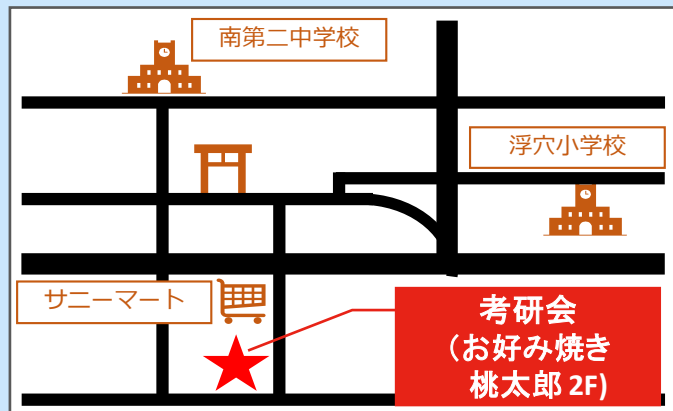 南第二中学校
浮穴小学校
サニーマート
考研会
（お好み焼き
桃太郎 2F)